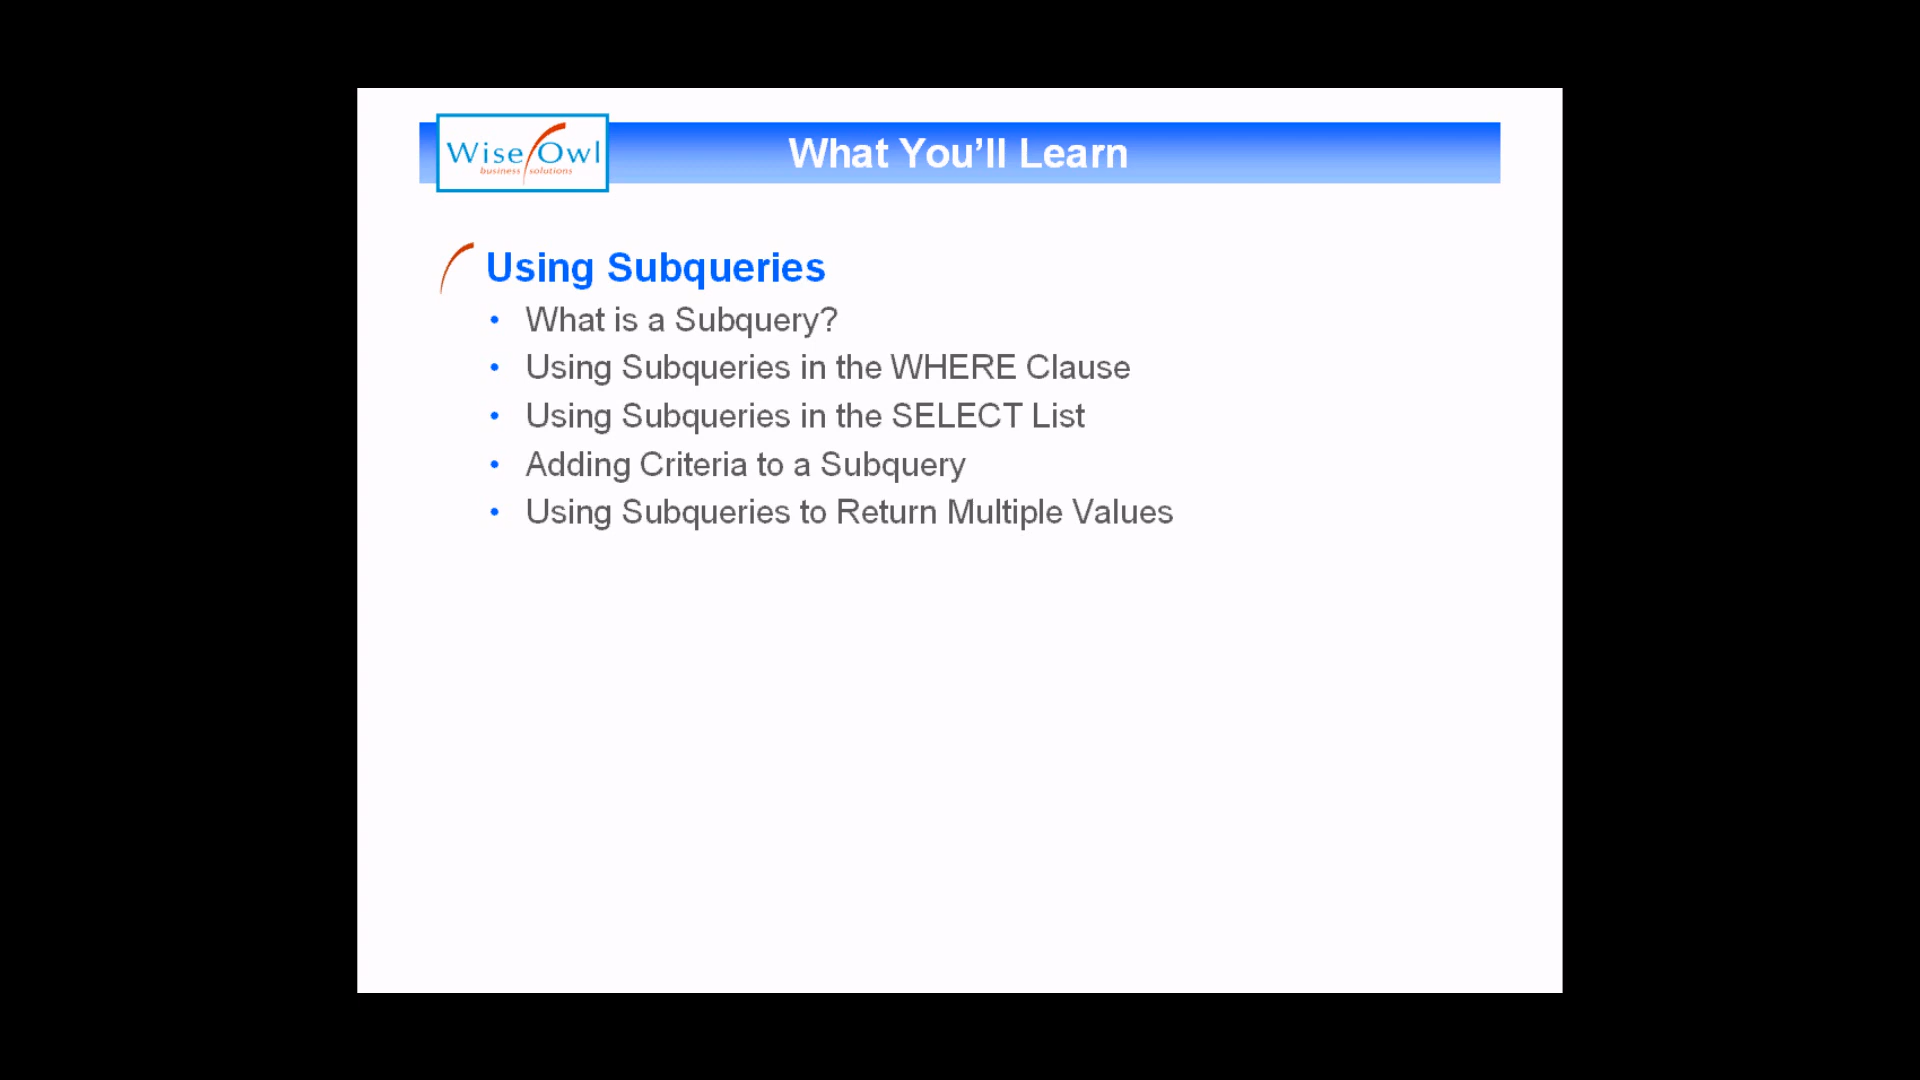 Wise Owl
business solutions
What You’ll Learn
Using Subqueries
• What is a Subquery?
• Using Subqueries in the WHERE Clause
• Using Subqueries in the SELECT List
• Adding Criteria to a Subquery
• Using Subqueries to Return Multiple Values